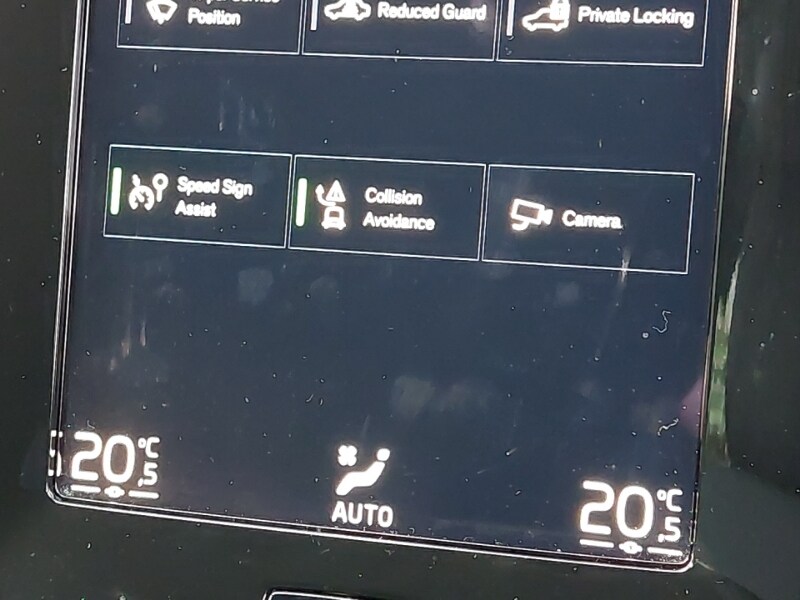 Position
Reduced Guard
Private Locking
Speed Sign
Assist
Collision
Avoidance
Camera
20,5 °C
AUTO
20,5 °C